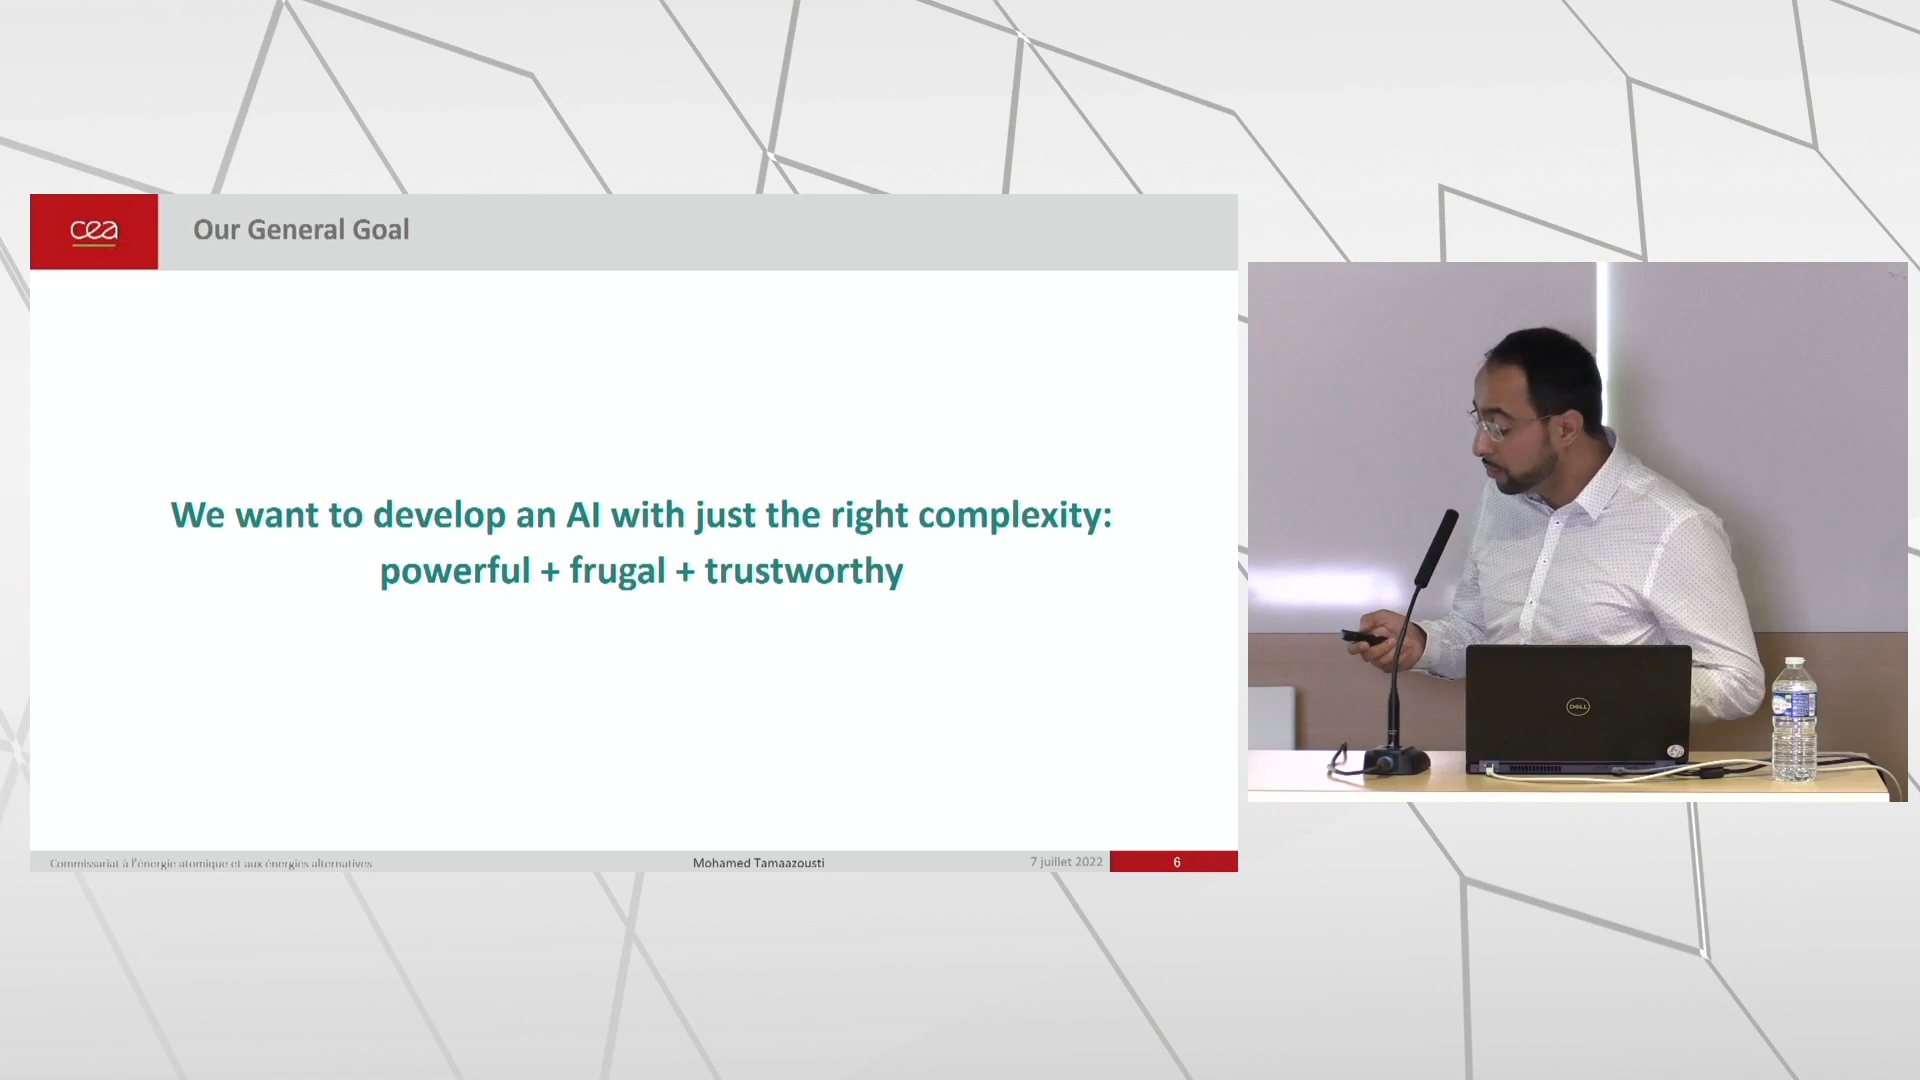 cea
Our General Goal
We want to develop an AI with just the right complexity:
powerful + frugal + trustworthy
Commissariat à l'énergie atomique et aux énergies alternatives
Mohamed Tamaazousti
7 juillet 2022
6
DELL